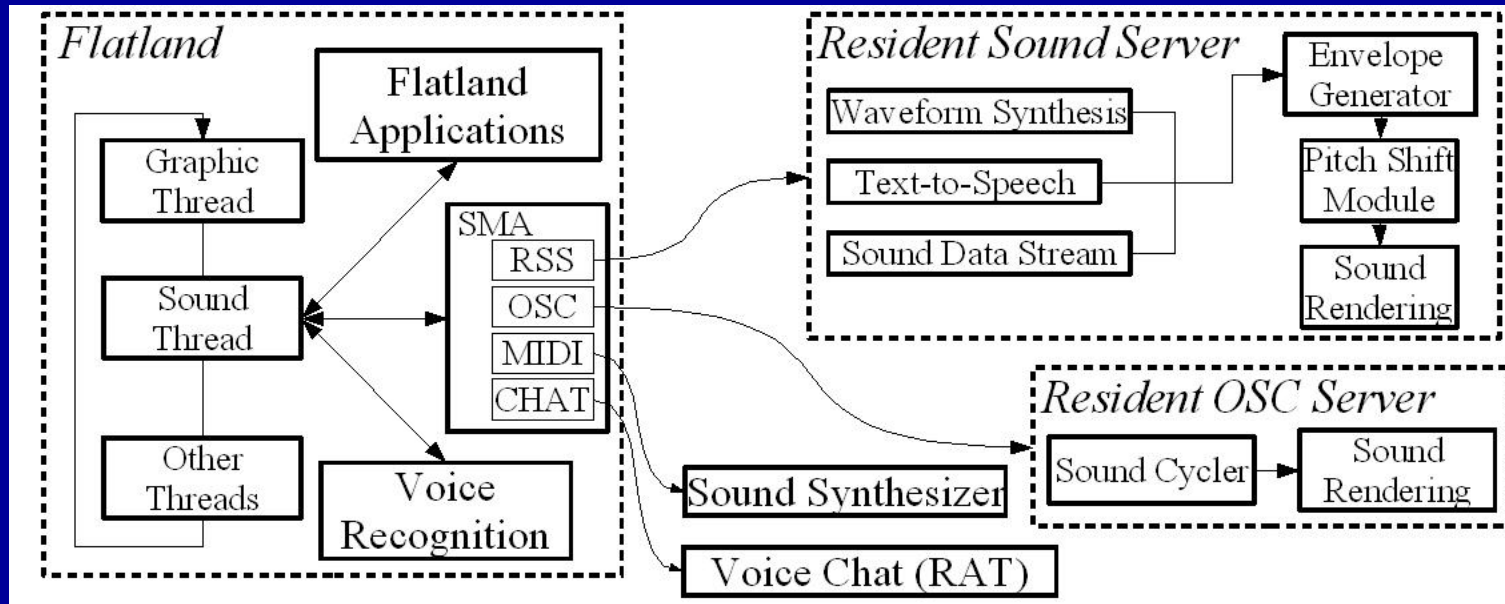 Flatland
Flatland
Applications
Graphic
Thread
Sound
Thread
Other
Threads
SMA
RSS
OSC
MIDI
CHAT
Voice
Recognition
Resident Sound Server
Waveform Synthesis
Text-to-Speech
Sound Data Stream
Envelope
Generator
Pitch Shift
Module
Sound
Rendering
Resident OSC Server
Sound Cycler
Sound
Rendering
Sound Synthesizer
Voice Chat (RAT)